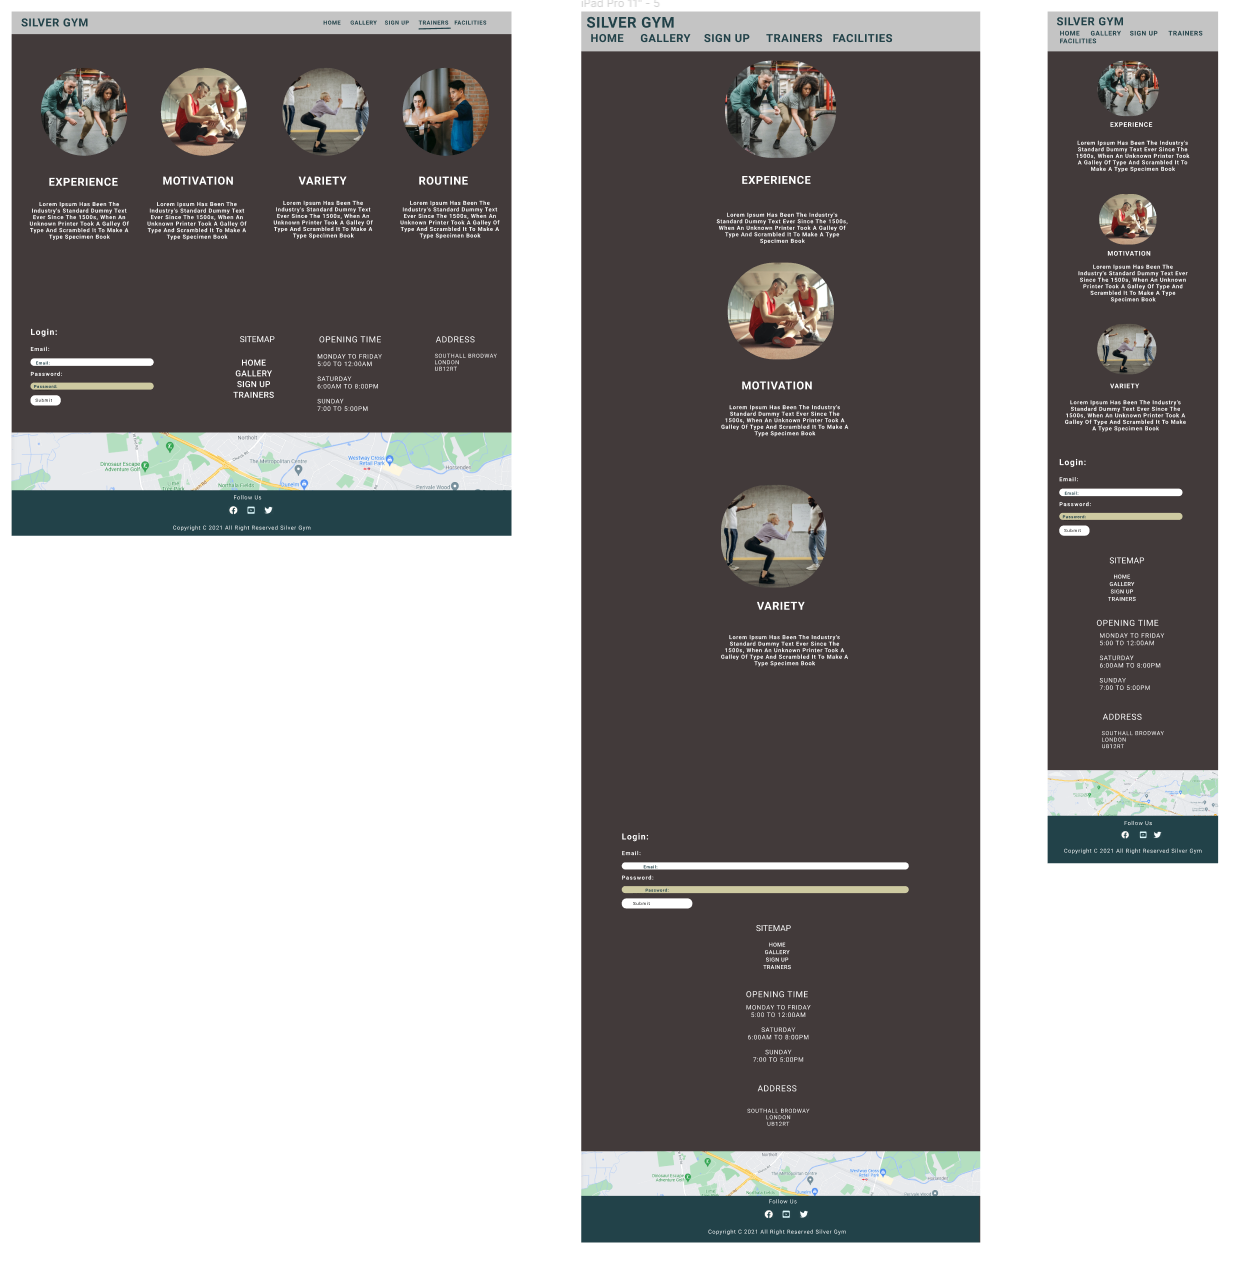 SILVER GYM
HOME GALLERY SIGN UP TRAINERS FACILITIES
EXPERIENCE
Lorem Ipsum Has Been The
Industry's Standard Dummy Text
Ever Since The 1500s, When An
Unknown Printer Took A Galley Of
Type And Scrambled It To Make A
Type Specimen Book
MOTIVATION
Lorem Ipsum Has Been The
Industry's Standard Dummy Text
Ever Since The 1500s, When An
Unknown Printer Took A Galley Of
Type And Scrambled It To Make A
Type Specimen Book
VARIETY
Lorem Ipsum Has Been The
Industry's Standard Dummy Text
Ever Since The 1500s, When An
Unknown Printer Took A Galley Of
Type And Scrambled It To Make A
Type Specimen Book
ROUTINE
Lorem Ipsum Has Been The
Industry's Standard Dummy Text
Ever Since The 1500s, When An
Unknown Printer Took A Galley Of
Type And Scrambled It To Make A
Type Specimen Book
Login:
Email:
Email:
Password:
Password:
Submit
SITEMAP
HOME
GALLERY
SIGN UP
TRAINERS
OPENING TIME
MONDAY TO FRIDAY
5:00 TO 12:00AM
SATURDAY
6:00AM TO 8:00PM
SUNDAY
7:00 TO 5:00PM
ADDRESS
SOUTHALL BRODWAY
LONDON
UB12RT
Northolt
Dinosaur Escape
Adventure Golf
The Metropolitan Centre
Westway Cross
Retail Park
Horsenden
Northala Fields
Dunelm
Perivale Wood
Follow Us
Copyright C 2021 All Right Reserved Silver Gym
iPad Pro 11" - 5
SILVER GYM
HOME GALLERY SIGN UP TRAINERS FACILITIES
EXPERIENCE
Lorem Ipsum Has Been The Industry's
Standard Dummy Text Ever Since The 1500s,
When An Unknown Printer Took A Galley Of
Type And Scrambled It To Make A Type
Specimen Book
MOTIVATION
Lorem Ipsum Has Been The Industry's
Standard Dummy Text Ever Since The
1500s, When An Unknown Printer Took A
Galley Of Type And Scrambled It To Make A
Type Specimen Book
VARIETY
Lorem Ipsum Has Been The Industry's
Standard Dummy Text Ever Since The
1500s, When An Unknown Printer Took A
Galley Of Type And Scrambled It To Make A
Type Specimen Book
Login:
Email:
Email:
Password:
Password:
Submit
SITEMAP
HOME
GALLERY
SIGN UP
TRAINERS
OPENING TIME
MONDAY TO FRIDAY
5:00 TO 12:00AM
SATURDAY
6:00AM TO 8:00PM
SUNDAY
7:00 TO 5:00PM
ADDRESS
SOUTHALL BRODWAY
LONDON
UB12RT
Northolt
Dinosaur Escape
Adventure Golf
The Metropolitan Centre
Westway Cross
Retail Park
Horsenden
Northala Fields
Dunelm
Perivale Wood
Follow Us
Copyright C 2021 All Right Reserved Silver Gym
SILVER GYM
HOME GALLERY SIGN UP TRAINERS
FACILITIES
EXPERIENCE
Lorem Ipsum Has Been The Industry's
Standard Dummy Text Ever Since The
1500s, When An Unknown Printer Took
A Galley Of Type And Scrambled It To
Make A Type Specimen Book
MOTIVATION
Lorem Ipsum Has Been The Industry's
Standard Dummy Text Ever
Since The 1500s, When An Unknown
Printer Took A Galley Of Type And
Scrambled It To Make A Type
Specimen Book
VARIETY
Lorem Ipsum Has Been The Industry's
Standard Dummy Text Ever Since The
1500s, When An Unknown Printer Took A
Galley Of Type And Scrambled It To Make
A Type Specimen Book
Login:
Email:
Email:
Password:
Password:
Submit
SITEMAP
HOME
GALLERY
SIGN UP
TRAINERS
OPENING TIME
MONDAY TO FRIDAY
5:00 TO 12:00AM
SATURDAY
6:00AM TO 8:00PM
SUNDAY
7:00 TO 5:00PM
ADDRESS
SOUTHALL BRODWAY
LONDON
UB12RT
Follow Us
Copyright C 2021 All Right Reserved Silver Gym